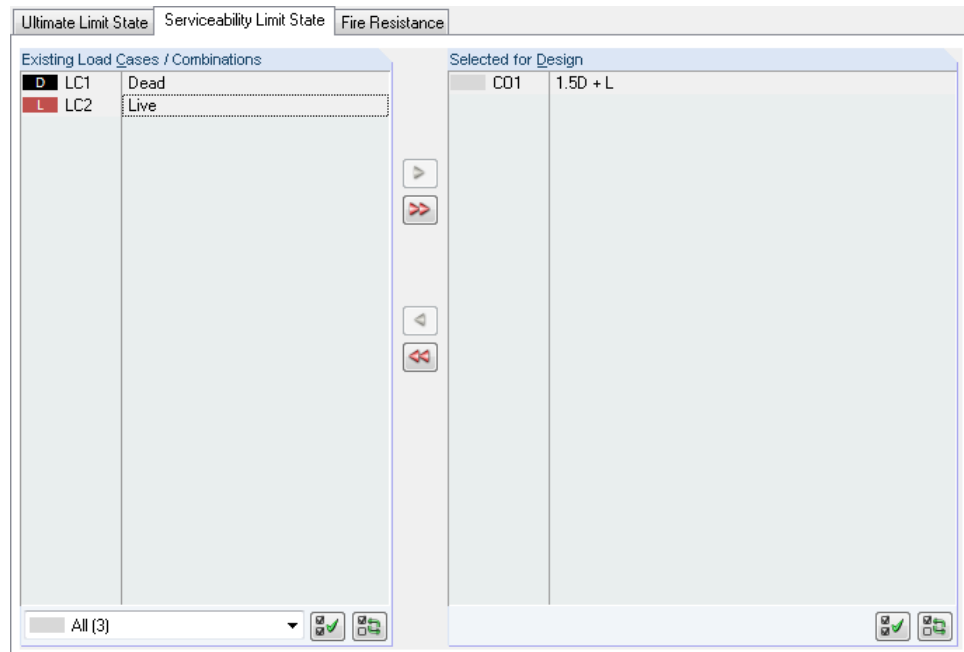 Ultimate Limit State Serviceability Limit State Fire Resistance
Existing Load Cases / Combinations Selected for Design
D LC1 Dead CO1 1.5D + L
L LC2 Live
All (3)